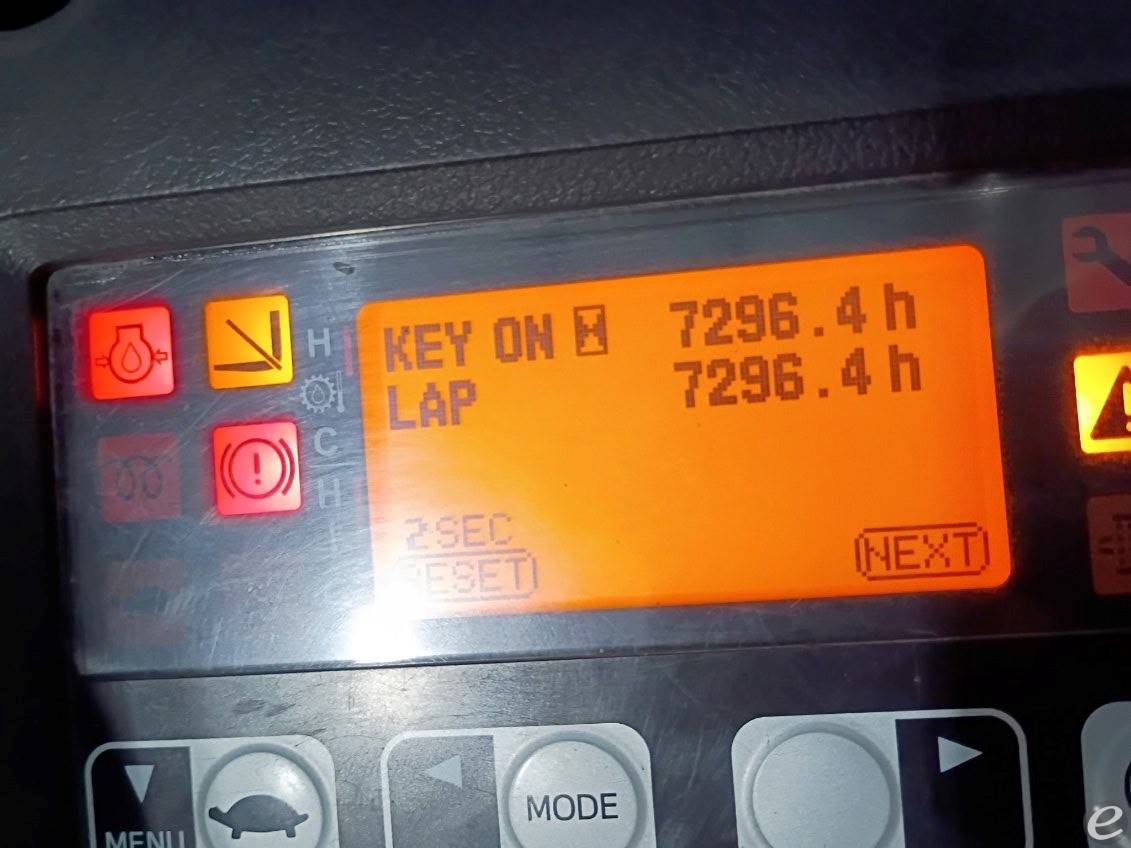 H
C
H
KEY ON 7296.4 h
LAP 7296.4 h
2 SEC
RESET
NEXT
MENU
MODE
e